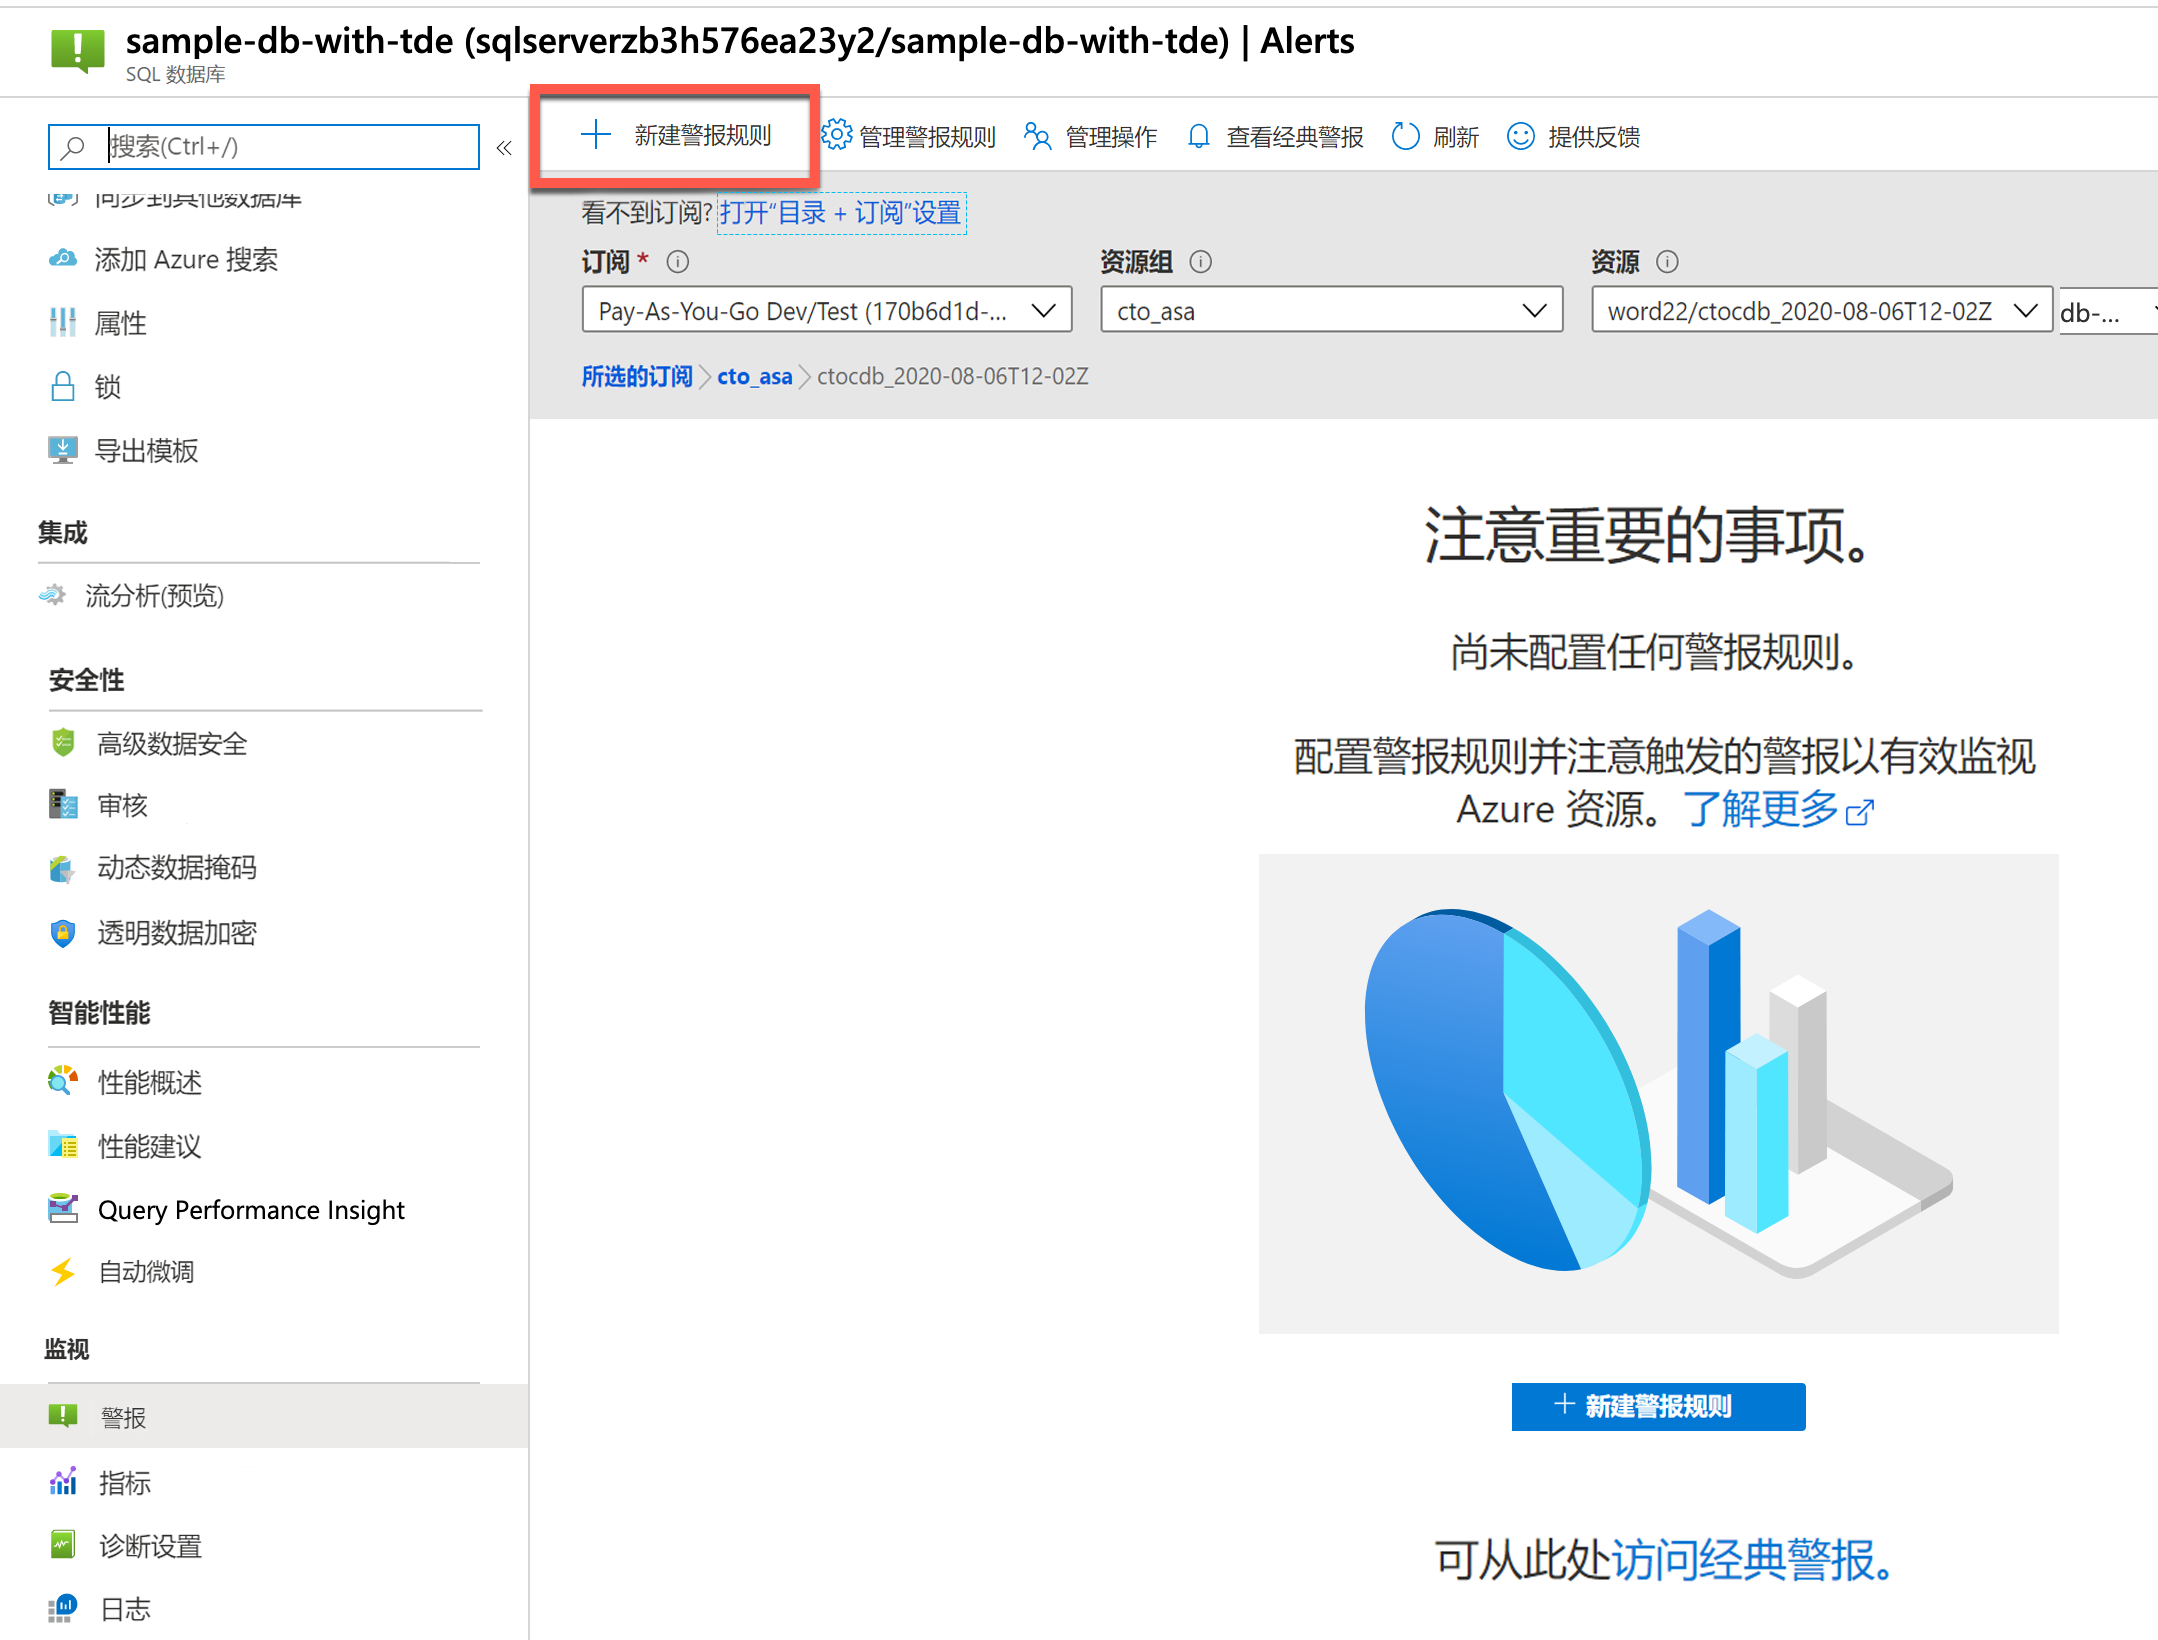 sample-db-with-tde (sqlserverzb3h576ea23y2/sample-db-with-tde) | Alerts
SQL 数据库
搜索(Ctrl+/)
«
新建警报规则
管理警报规则
管理操作
查看经典警报
刷新
提供反馈
同步到其他数据库
添加 Azure 搜索
属性
锁
导出模板
集成
流分析(预览)
安全性
高级数据安全
审核
动态数据掩码
透明数据加密
智能性能
性能概述
性能建议
Query Performance Insight
自动微调
监视
警报
指标
诊断设置
日志
看不到订阅? 打开“目录 + 订阅”设置
订阅 * 资源组 资源
Pay-As-You-Go Dev/Test (170b6d1d-... cto_asa word22/ctocdb_2020-08-06T12-02Z db-...
所选的订阅 > cto_asa > ctocdb_2020-08-06T12-02Z
注意重要的事项。
尚未配置任何警报规则。
配置警报规则并注意触发的警报以有效监视
Azure 资源。了解更多
+ 新建警报规则
可从此处访问经典警报。